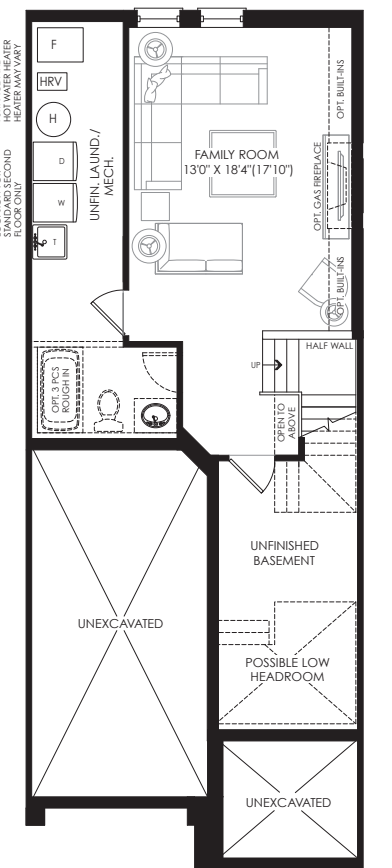 HOT WATER HEATER
HEATER MAY VARY
STANDARD SECOND
FLOOR ONLY
F
HRV
H
D
W
T
UNFIN. LAUND./
MECH.
FAMILY ROOM
13'0" X 18'4"(17'10")
OPT. BUILT-INS
OPT. GAS FIREPLACE
OPT. BUILT-INS
HALF WALL
UP
OPEN TO
ABOVE
OPT. 3 PCS
ROUGH IN
UNFINISHED
BASEMENT
POSSIBLE LOW
HEADROOM
UNEXCAVATED
UNEXCAVATED